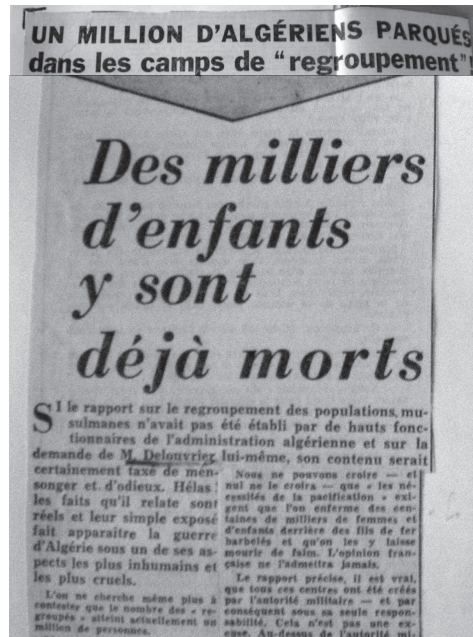 UN MILLION D'ALGÉRIENS PARQUÉS
dans les camps de "regroupement"!
Des milliers
d'enfants
y sont
déjà morts
SI le rapport sur le regroupement des populations, mu-
sulmanes n'avait pas été établi par de hauts fonc-
tionnaires de l'administration algérienne et sur la
demande de M. Delouvrier lui-même, son contenu serait
certainement taxé de men-
songer et d'odieux. Hélas!
les faits qu'il relate sont
réels et leur simple exposé
fait apparaître la guerre
d'Algérie sous un de ses as-
pects les plus inhumains et
les plus cruels.
L'on ne cherche même plus à
contester que le nombre des « re-
groupés » atteint actuellement un
million de personnes.
Nous ne pouvons croire — et
nul ne le croira — que « les né-
cessités de la pacification » exi-
gent que l'on enferme des cen-
taines de milliers de femmes et
d'enfants derrière des fils de fer
barbelés et qu'on les y laisse
mourir de faim. L'opinion fran-
çaise ne l'admettra jamais.
Le rapport précise, il est vrai,
que tous ces centres ont été créés
par l'autorité militaire — et par
conséquent sous sa seule respon-
sabilité. Cela n'est pas une ex-
cuse. Au-dessus de l'autorité mi-